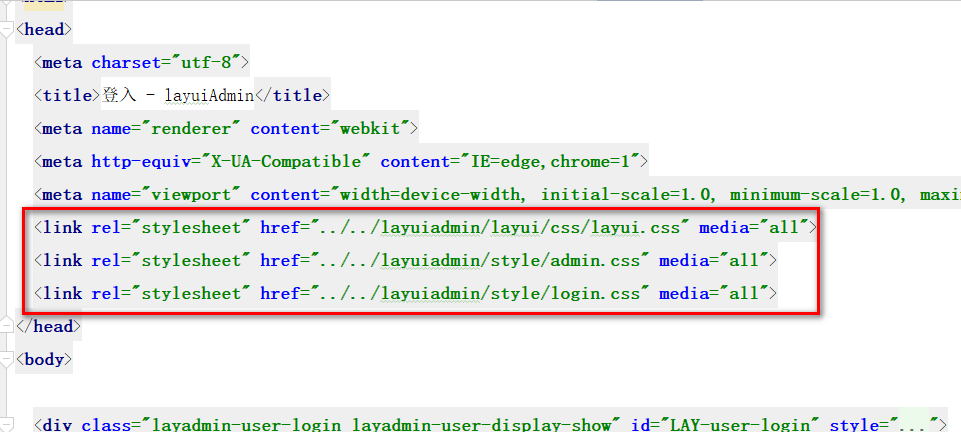 <head>
<meta charset="utf-8">
<title>登入 - layuiAdmin</title>
<meta name="renderer" content="webkit">
<meta http-equiv="X-UA-Compatible" content="IE=edge,chrome=1">
<meta name="viewport" content="width=device-width, initial-scale=1.0, minimum-scale=1.0, maxi
<link rel="stylesheet" href="../../layuiadmin/layui/css/layui.css" media="all">
<link rel="stylesheet" href="../../layuiadmin/style/admin.css" media="all">
<link rel="stylesheet" href="../../layuiadmin/style/login.css" media="all">
</head>
<body>
<div class="layadmin-user-login layadmin-user-display-show" id="LAY-user-login" style="...">